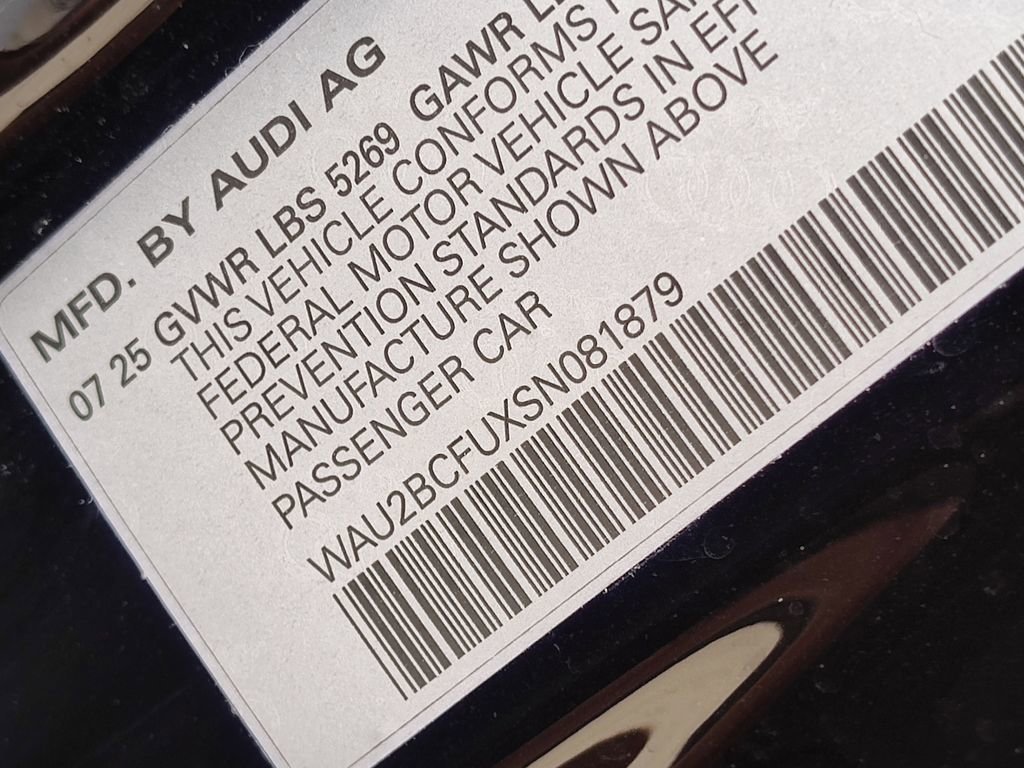 MFD. BY AUDI AG
07 25 GVWR LBS 5269 GAWR
THIS VEHICLE CONFORMS
FEDERAL MOTOR VEHICLE
PREVENTION STANDARDS IN
MANUFACTURE SHOWN ABOVE
PASSENGER CAR
WAU2BCFUXSN081879